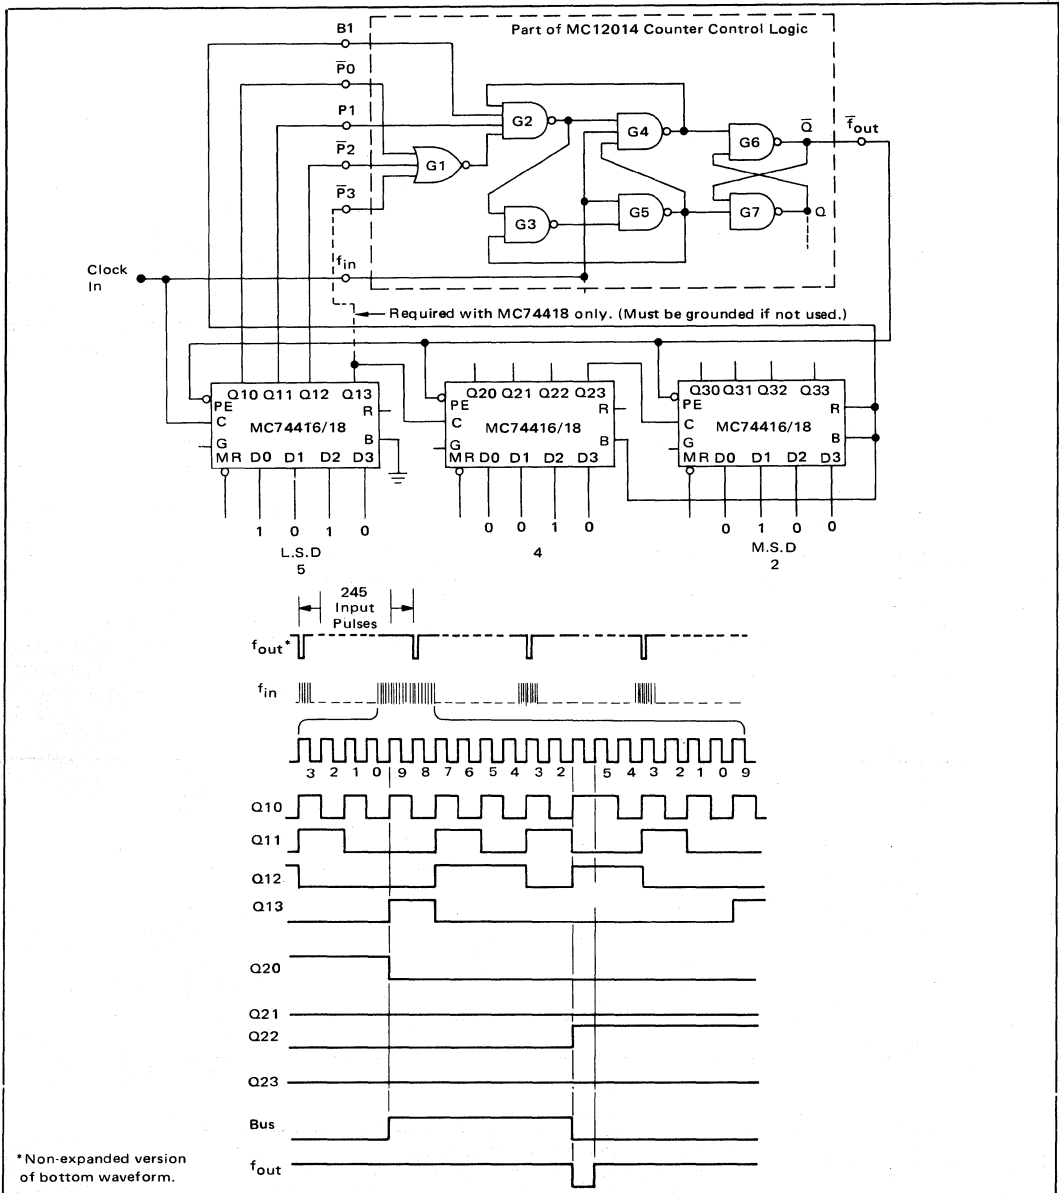 Part of MC12014 Counter Control Logic
B1
P̅0
P1
P̅2
P̅3
f in
Clock
In
G1
G2
G3
G4
G5
G6
G7
Q̅
Q
f̅ out
Required with MC74418 only. (Must be grounded if not used.)
Q10 Q11 Q12 Q13
PE
R
C
MC74416/18
B
G
MR D0 D1 D2 D3
1 0 1 0
L.S.D
5
Q20 Q21 Q22 Q23
PE
R
C
MC74416/18
B
G
MR D0 D1 D2 D3
0 0 1 0
4
Q30 Q31 Q32 Q33
PE
R
C
MC74416/18
B
G
MR D0 D1 D2 D3
0 1 0 0
M.S.D
2
245
Input
Pulses
f out*
f in
3 2 1 0 9 8 7 6 5 4 3 2 5 4 3 2 1 0 9
Q10
Q11
Q12
Q13
Q20
Q21
Q22
Q23
Bus
f out
*Non-expanded version
of bottom waveform.